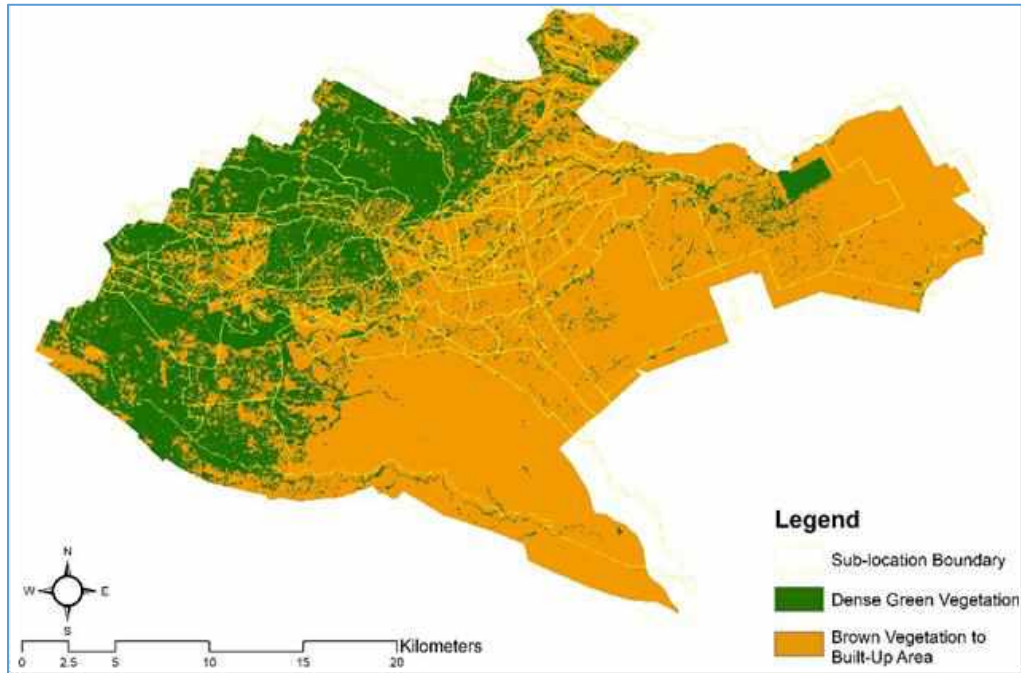 Legend
Sub-location Boundary
Dense Green Vegetation
Brown Vegetation to
Built-Up Area
N
W E
S
Kilometers
0 2.5 5 10 15 20